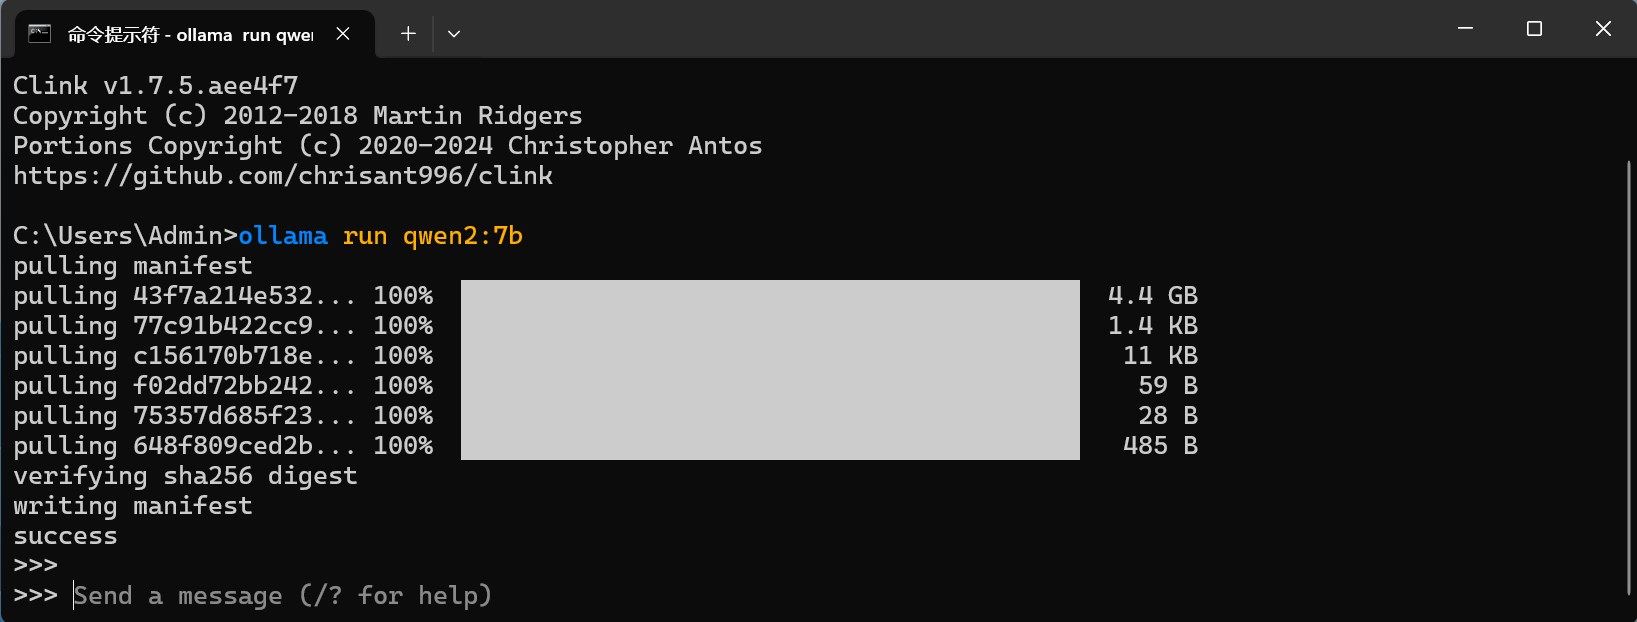 命令提示符 - ollama  run qwer
Clink v1.7.5.aee4f7
Copyright (c) 2012-2018 Martin Ridgers
Portions Copyright (c) 2020-2024 Christopher Antos
https://github.com/chrisant996/clink
C:\Users\Admin>ollama run qwen2:7b
pulling manifest
pulling 43f7a214e532... 100% 4.4 GB
pulling 77c91b422cc9... 100% 1.4 KB
pulling c156170b718e... 100% 11 KB
pulling f02dd72bb242... 100% 59 B
pulling 75357d685f23... 100% 28 B
pulling 648f809ced2b... 100% 485 B
verifying sha256 digest
writing manifest
success
>>>
>>> Send a message (/? for help)